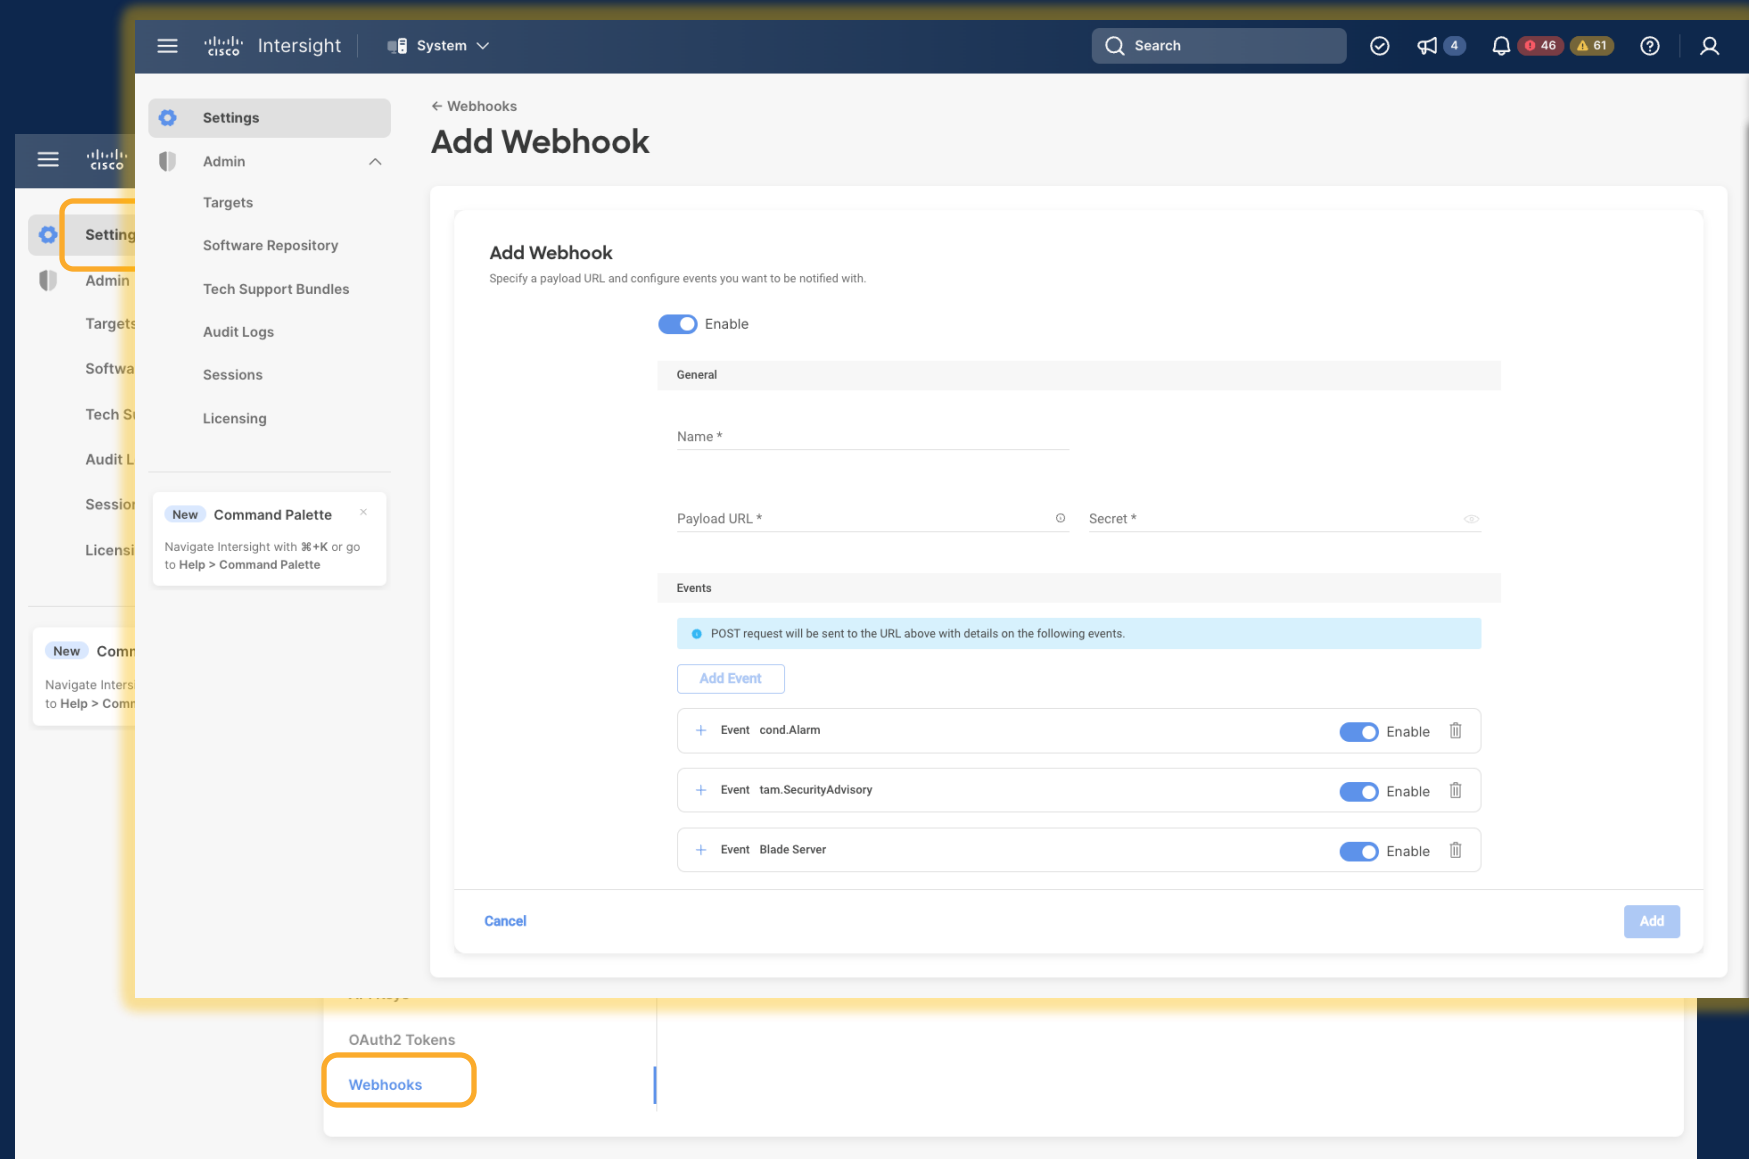 CISCO Intersight System
Search
4
46
61
Settings
Admin
Targets
Software Repository
Tech Support Bundles
Audit Logs
Sessions
Licensing
New Command Palette
Navigate Intersight with ⌘+K or go
to Help > Command Palette
← Webhooks
Add Webhook
Add Webhook
Specify a payload URL and configure events you want to be notified with.
Enable
General
Name *
Payload URL *
Secret *
Events
POST request will be sent to the URL above with details on the following events.
Add Event
+ Event cond.Alarm Enable
+ Event tam.SecurityAdvisory Enable
+ Event Blade Server Enable
Cancel
Add
CISCO
Setting
Admin
Targets
Softwa
Tech S
Audit L
Session
Licensi
New Comm
Navigate Inters
to Help > Comm
OAuth2 Tokens
Webhooks